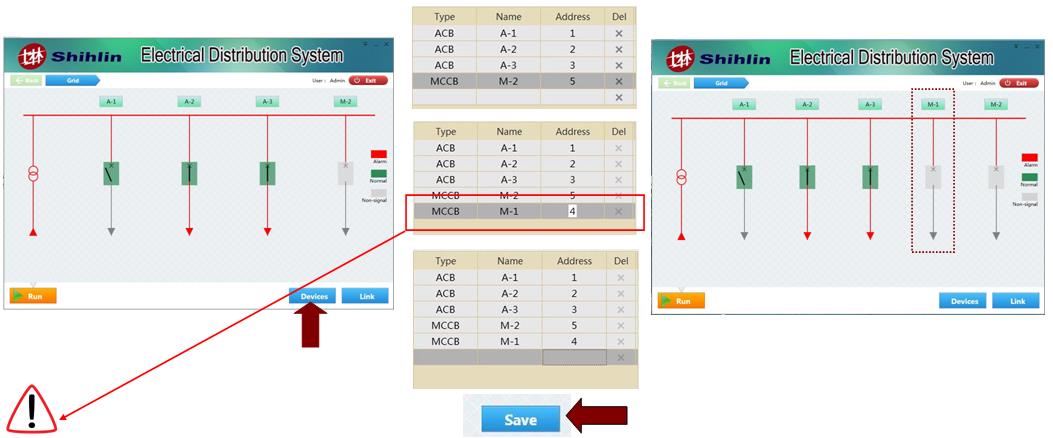 Shihlin Electrical Distribution System
Back Grid User : Admin Exit
A-1 A-2 A-3 M-2
Alarm
Normal
Non-signal
Run Devices Link
Type Name Address Del
ACB A-1 1 ×
ACB A-2 2 ×
ACB A-3 3 ×
MCCB M-2 5 ×
×
Type Name Address Del
ACB A-1 1 ×
ACB A-2 2 ×
ACB A-3 3 ×
MCCB M-2 5 ×
MCCB M-1 4 ×
Type Name Address Del
ACB A-1 1 ×
ACB A-2 2 ×
ACB A-3 3 ×
MCCB M-2 5 ×
MCCB M-1 4 ×
×
Save
!
Shihlin Electrical Distribution System
Back Grid User : Admin Exit
A-1 A-2 A-3 M-1 M-2
Alarm
Normal
Non-signal
Run Devices Link